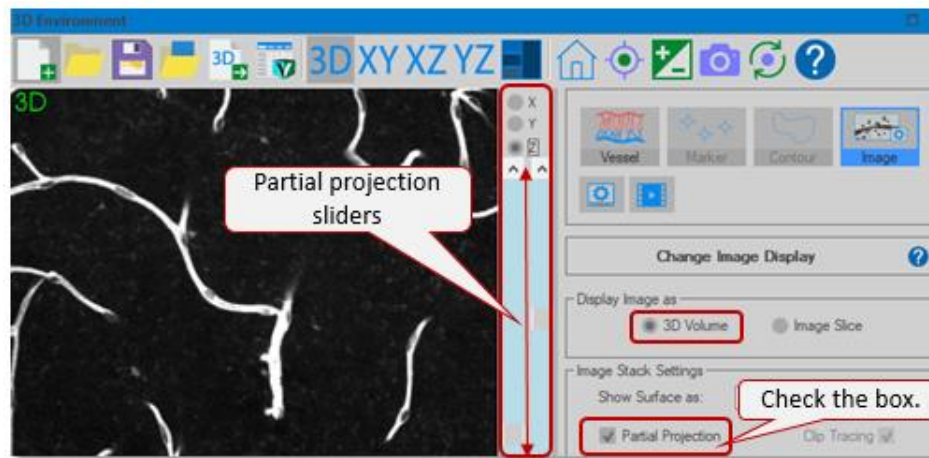 3D Environment
3D XY XZ YZ
3D
3D
X
Y
Z
Partial projection
sliders
Vessel Marker Contour Image
Change Image Display
Display Image as
3D Volume Image Slice
Image Stack Settings
Show Surface as:
Check the box.
Partial Projection Clip Tracing